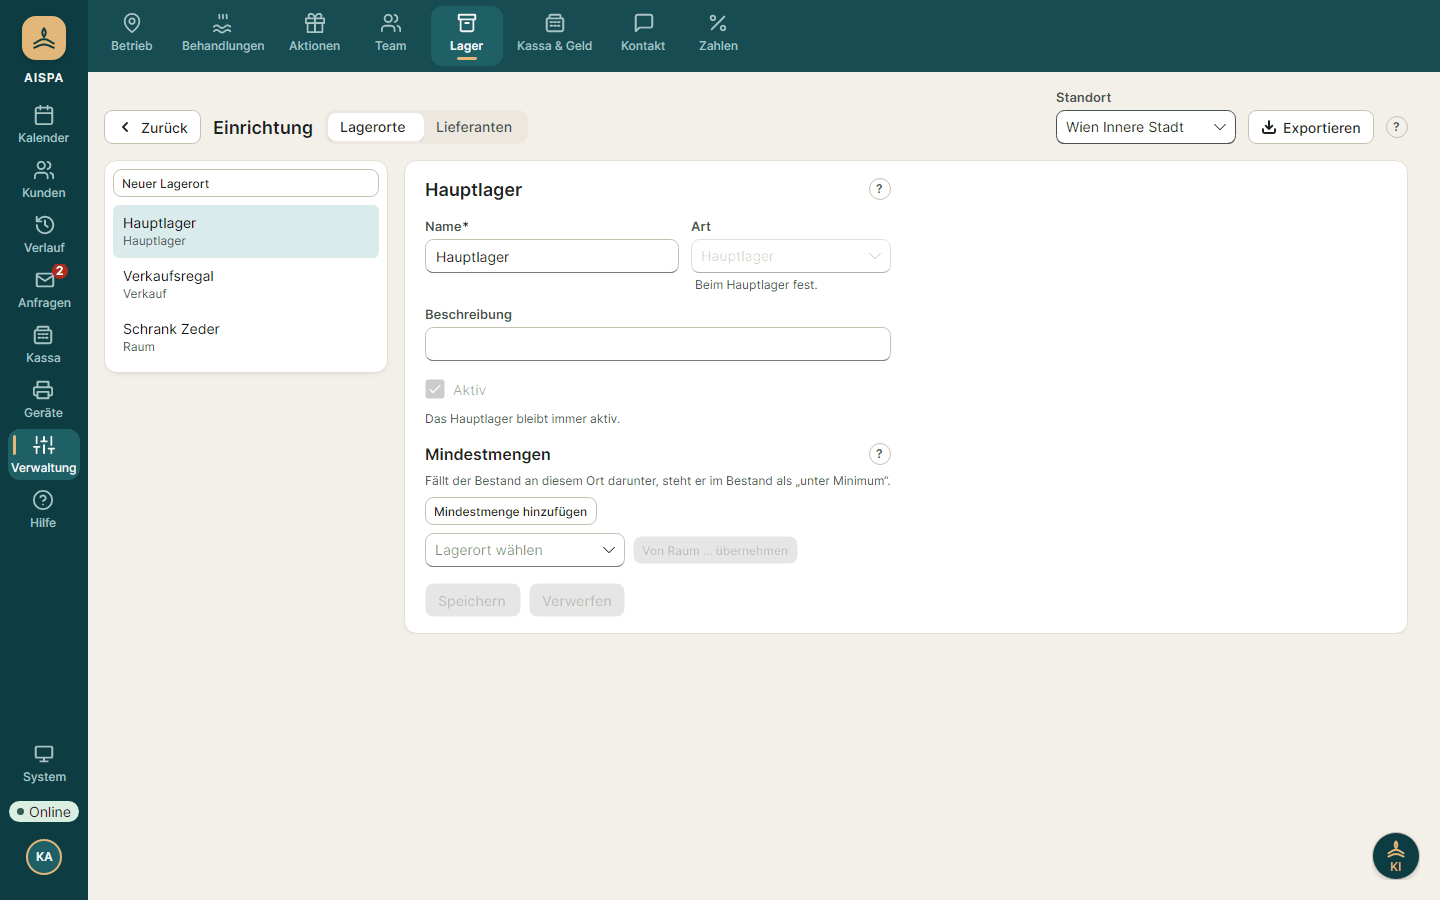 AISPA
Kalender
Kunden
Verlauf
2
Anfragen
Kassa
Geräte
Verwaltung
Hilfe
System
Online
KA
Betrieb
Behandlungen
Aktionen
Team
Lager
Kassa & Geld
Kontakt
Zahlen
Zurück
Einrichtung
Lagerorte
Lieferanten
Standort
Wien Innere Stadt
Exportieren
?
Neuer Lagerort
Hauptlager
Hauptlager
Verkaufsregal
Verkauf
Schrank Zeder
Raum
Hauptlager
?
Name*
Art
Hauptlager
Hauptlager
Beim Hauptlager fest.
Beschreibung
Aktiv
Das Hauptlager bleibt immer aktiv.
Mindestmengen
?
Fällt der Bestand an diesem Ort darunter, steht er im Bestand als „unter Minimum“.
Mindestmenge hinzufügen
Lagerort wählen
Von Raum … übernehmen
Speichern
Verwerfen
KI